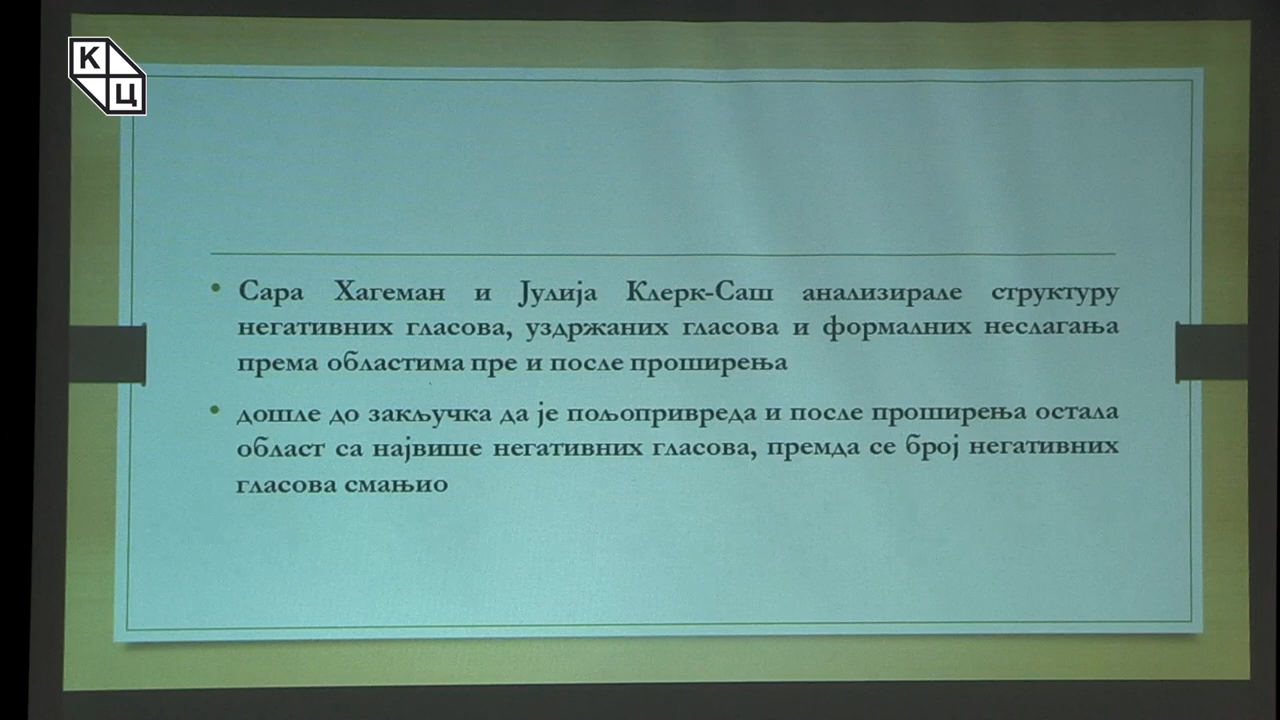 К
Ц
• Сара Хагеман и Јулија Клерк-Саш анализирале структуру
негативних гласова, уздржаних гласова и формалних неслагања
према областима пре и после проширења
• дошле до закључка да је пољопривреда и после проширења остала
област са највише негативних гласова, премда се број негативних
гласова смањио